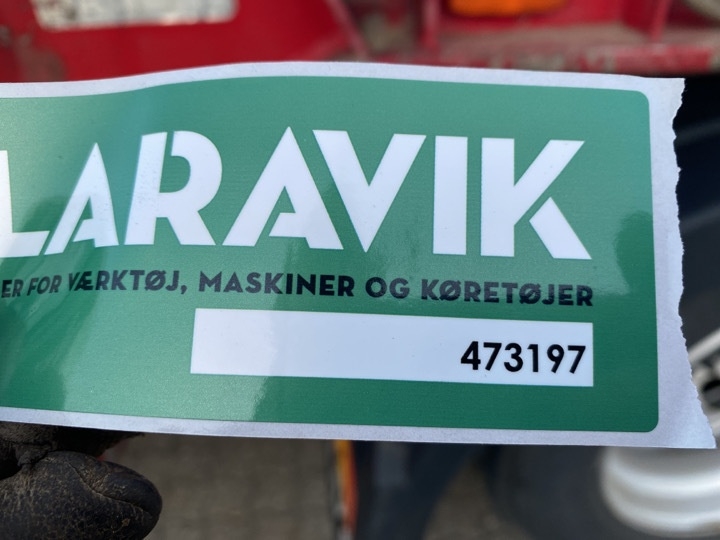 LARAVIK
ER FOR VÆRKTØJ, MASKINER OG KØRETØJER
473197